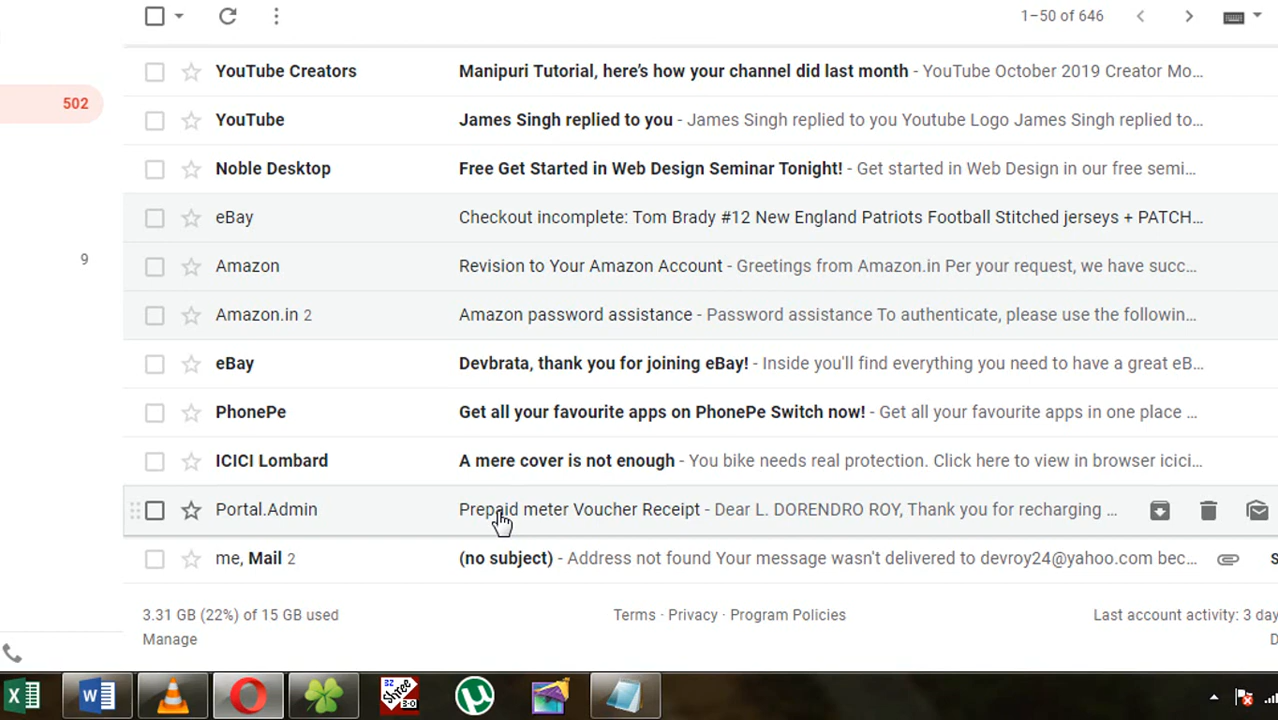 1–50 of 646
YouTube Creators Manipuri Tutorial, here's how your channel did last month - YouTube October 2019 Creator Mo...
502
YouTube James Singh replied to you - James Singh replied to you Youtube Logo James Singh replied to...
Noble Desktop Free Get Started in Web Design Seminar Tonight! - Get started in Web Design in our free semi...
eBay Checkout incomplete: Tom Brady #12 New England Patriots Football Stitched jerseys + PATCH...
9
Amazon Revision to Your Amazon Account - Greetings from Amazon.in Per your request, we have succ...
Amazon.in 2 Amazon password assistance - Password assistance To authenticate, please use the followin...
eBay Devbrata, thank you for joining eBay! - Inside you'll find everything you need to have a great eB...
PhonePe Get all your favourite apps on PhonePe Switch now! - Get all your favourite apps in one place ...
ICICI Lombard A mere cover is not enough - You bike needs real protection. Click here to view in browser icici...
Portal.Admin Prepaid meter Voucher Receipt - Dear L. DORENDRO ROY, Thank you for recharging ...
me, Mail 2 (no subject) - Address not found Your message wasn't delivered to devroy24@yahoo.com bec... S
3.31 GB (22%) of 15 GB used Terms · Privacy · Program Policies Last account activity: 3 day
Manage D
32 Shree 3·0